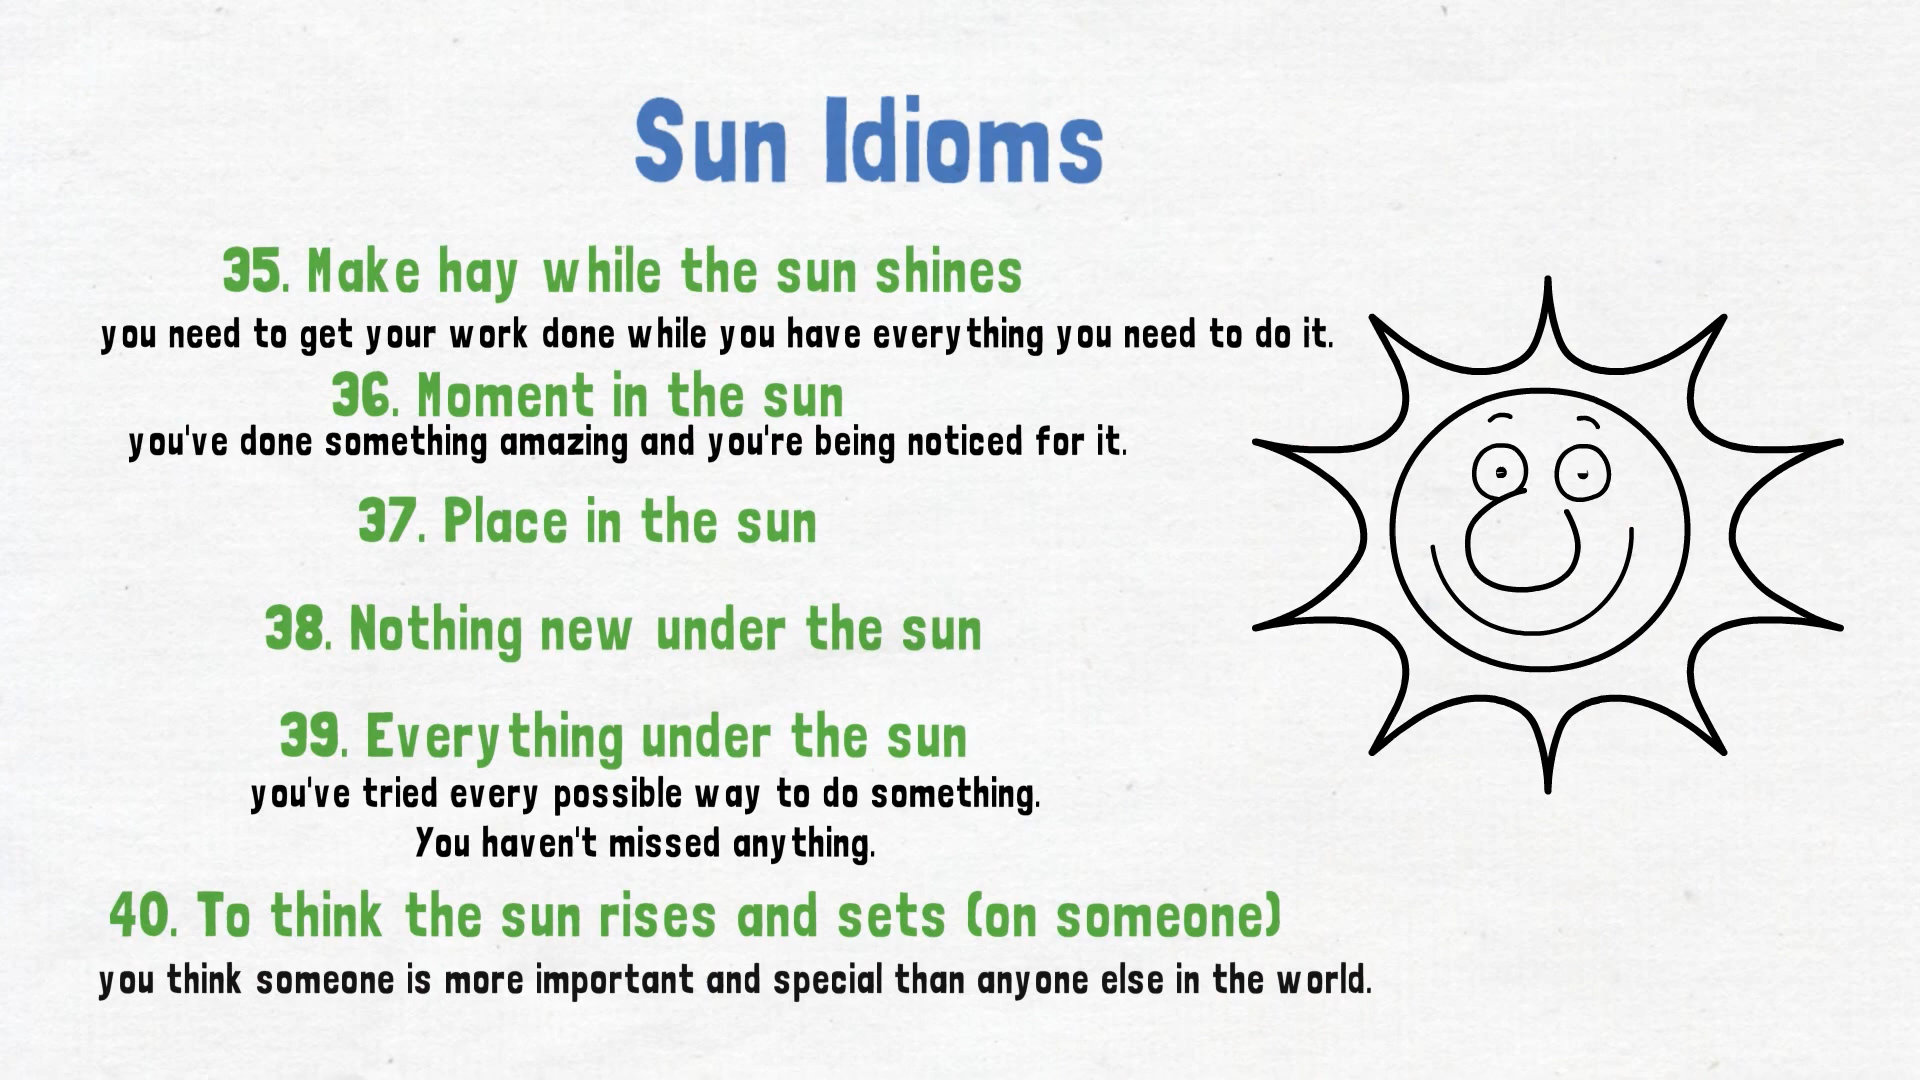 Sun Idioms
35. Make hay while the sun shines
you need to get your work done while you have everything you need to do it.
36. Moment in the sun
you've done something amazing and you're being noticed for it.
37. Place in the sun
38. Nothing new under the sun
39. Everything under the sun
you've tried every possible way to do something.
You haven't missed anything.
40. To think the sun rises and sets (on someone)
you think someone is more important and special than anyone else in the world.